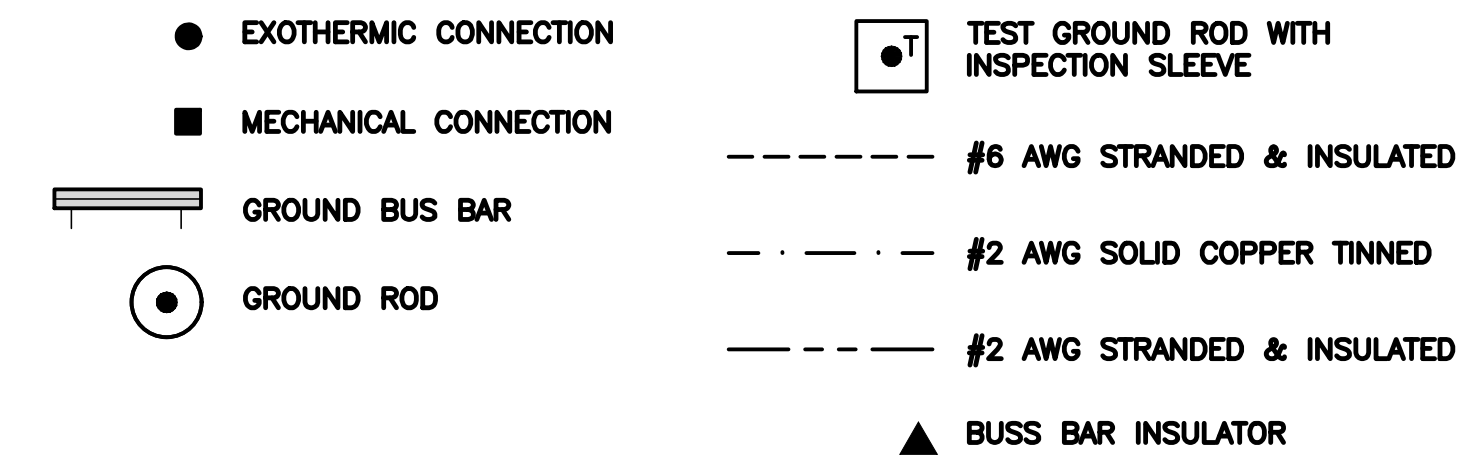 EXOTHERMIC CONNECTION
MECHANICAL CONNECTION
GROUND BUS BAR
GROUND ROD
T
TEST GROUND ROD WITH
INSPECTION SLEEVE
#6 AWG STRANDED & INSULATED
#2 AWG SOLID COPPER TINNED
#2 AWG STRANDED & INSULATED
BUSS BAR INSULATOR